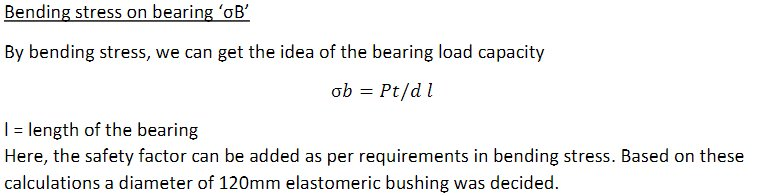 Bending stress on bearing ‘σB’
By bending stress, we can get the idea of the bearing load capacity
σb = Pt/d l
l = length of the bearing
Here, the safety factor can be added as per requirements in bending stress. Based on these
calculations a diameter of 120mm elastomeric bushing was decided.